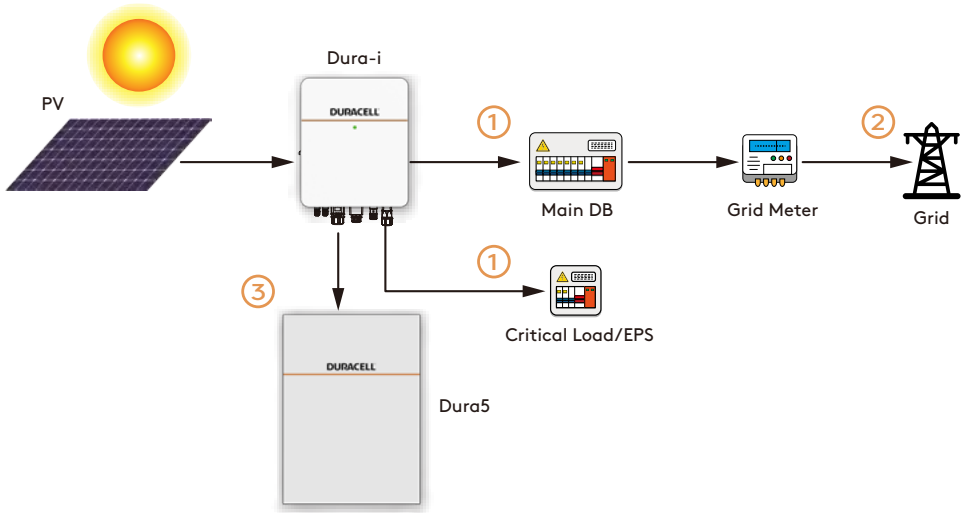 Dura-i
PV
DURACELL
1
2
Main DB
Grid Meter
Grid
1
3
Critical Load/EPS
DURACELL
Dura5